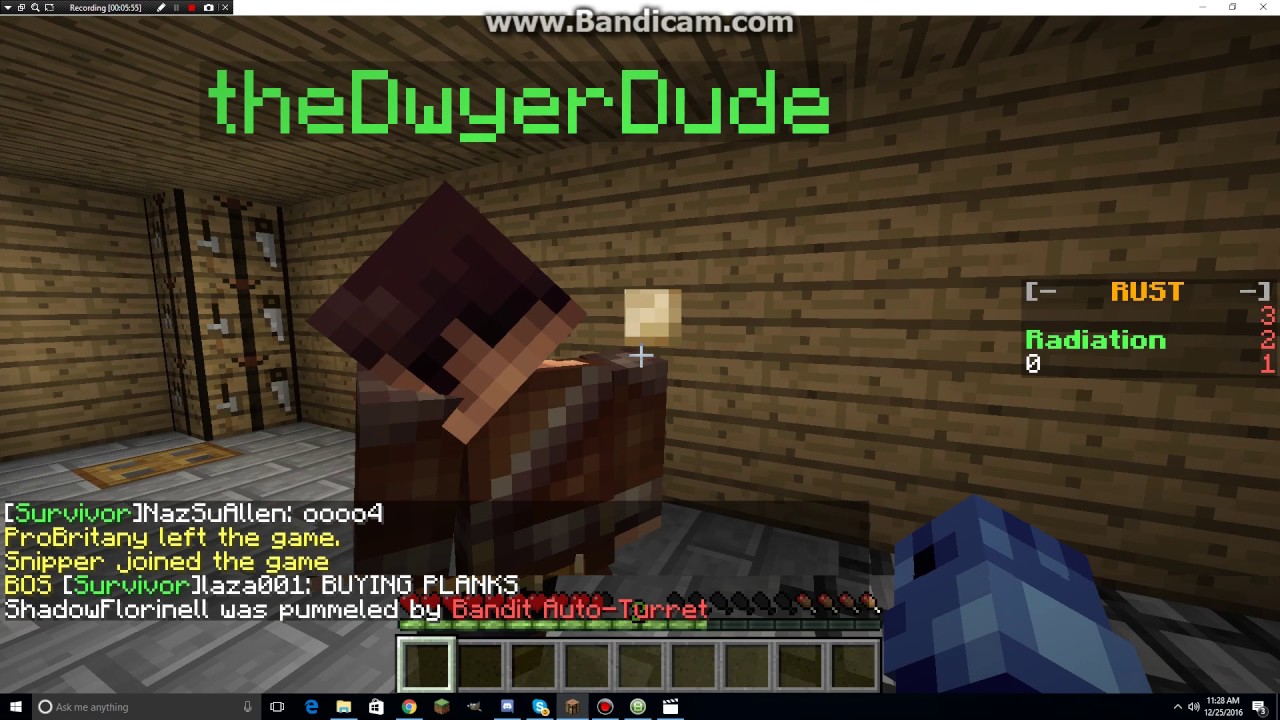 Recording [00:05:55]
www.Bandicam.com
theDwyerDude
[- RUST -]
3
Radiation 2
0 1
[Survivor]NazSuAllen: oooo4
ProBritany left the game.
Snipper joined the game
BOS [Survivor]laza001: BUYING PLANKS
ShadowFlorinell was pummeled by Bandit Auto-Turret
Ask me anything
11:28 AM
12/25/2016
3